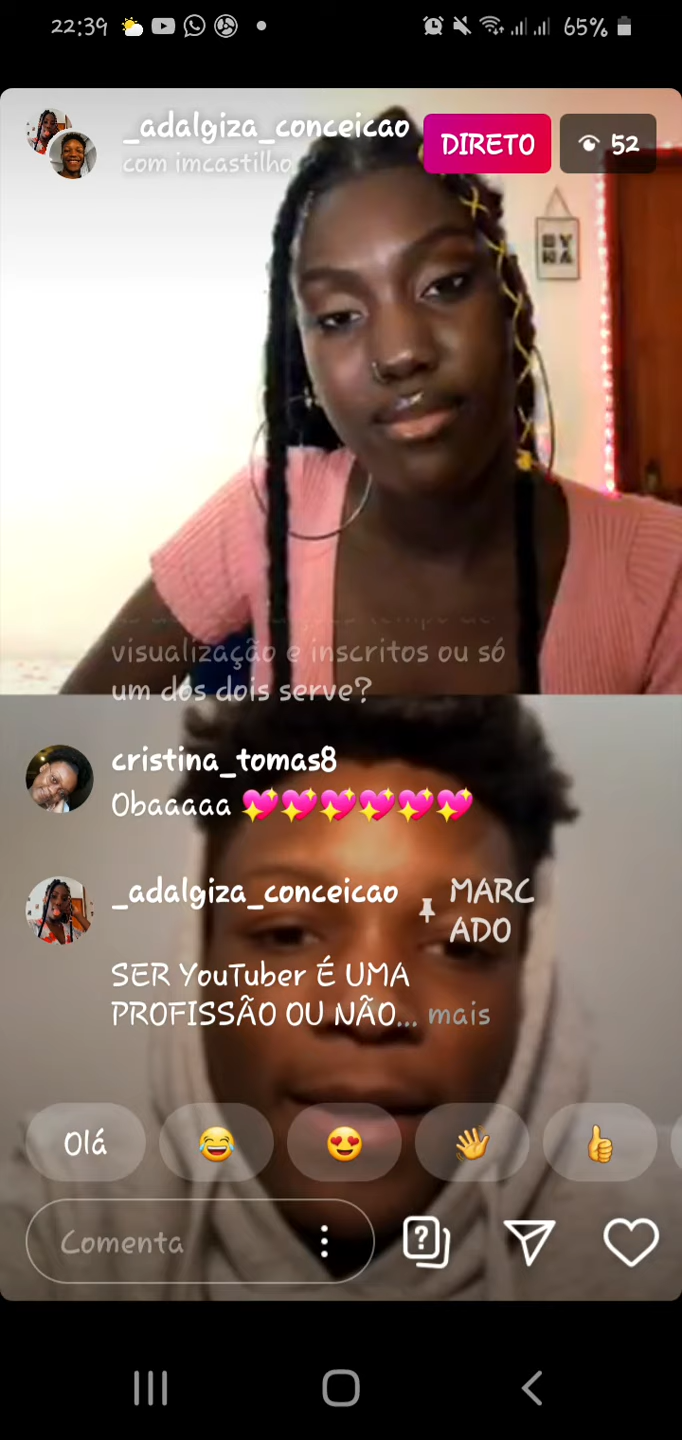 22:39
65%
_adalgiza_conceicao
DIRETO
52
com imcastilho
visualização e inscritos ou só
um dos dois serve?
cristina_tomas8
Obaaaaa 💖💖💖💖💖💖
_adalgiza_conceicao
MARC
ADO
SER YouTuber É UMA
PROFISSÃO OU NÃO... mais
Olá
Comenta